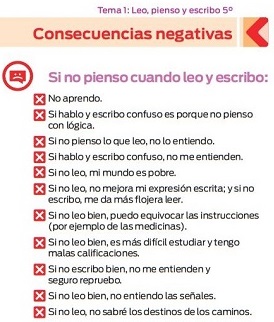 Tema 1: Leo, pienso y escribo 5º
Consecuencias negativas
Si no pienso cuando leo y escribo:
No aprendo.
Si hablo y escribo confuso es porque no pienso
con lógica.
Si no pienso lo que leo, no lo entiendo.
Si hablo y escribo confuso, no me entienden.
Si no leo, mi mundo es pobre.
Si no leo, no mejora mi expresión escrita; y si no
escribo, me da más flojera leer.
Si no leo bien, puedo equivocar las instrucciones
(por ejemplo de las medicinas).
Si no leo bien, es más difícil estudiar y tengo
malas calificaciones.
Si no escribo bien, no me entienden y
seguro repruebo.
Si no leo bien, no entiendo las señales.
Si no leo, no sabré los destinos de los caminos.